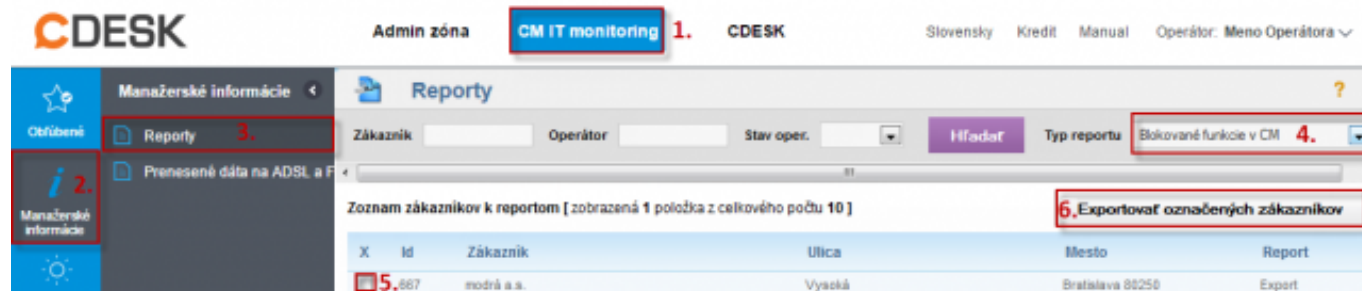 CDESK Admin zóna CM IT monitoring 1. CDESK Slovensky Kredit Manual Operátor: Meno Operátora
Obľúbené
2. Manažérské informácie
Manažérské informácie
Reporty 3.
Prenesené dáta na ADSL a F
Reporty ?
Zákazník Operátor Stav oper. Hľadať Typ reportu Blokované funkcie v CM 4.
Zoznam zákazníkov k reportom [ zobrazená 1 položka z celkového počtu 10 ] 6. Exportovať označených zákazníkov
X Id Zákazník Ulica Mesto Report
5. 667 modrá a.s. Vysoká Bratislava 80250 Export